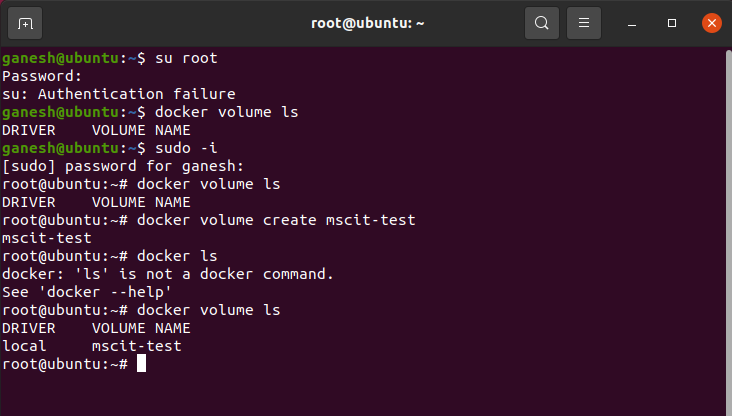 root@ubuntu: ~
ganesh@ubuntu:~$ su root
Password:
su: Authentication failure
ganesh@ubuntu:~$ docker volume ls
DRIVER    VOLUME NAME
ganesh@ubuntu:~$ sudo -i
[sudo] password for ganesh:
root@ubuntu:~# docker volume ls
DRIVER    VOLUME NAME
root@ubuntu:~# docker volume create mscit-test
mscit-test
root@ubuntu:~# docker ls
docker: 'ls' is not a docker command.
See 'docker --help'
root@ubuntu:~# docker volume ls
DRIVER    VOLUME NAME
local     mscit-test
root@ubuntu:~#